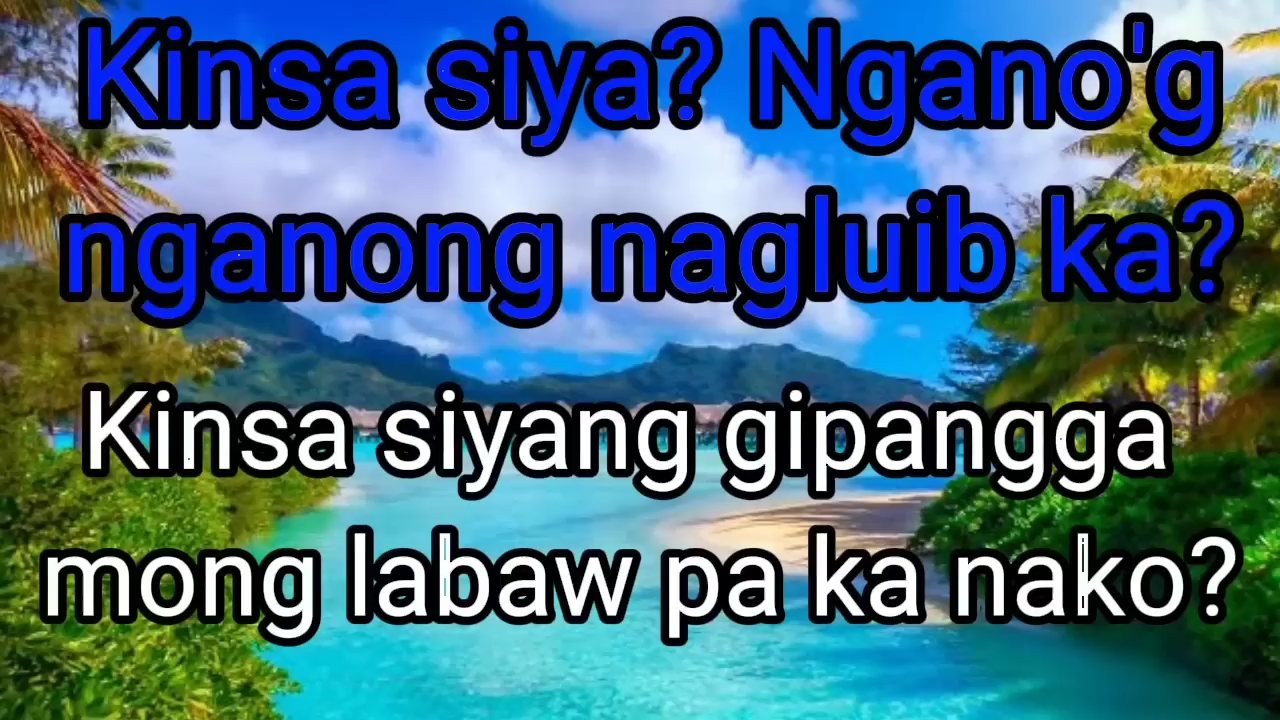 Kinsa siya? Ngano'g
nganong nagluib ka?
Kinsa siyang gipangga
mong labaw pa ka nako?